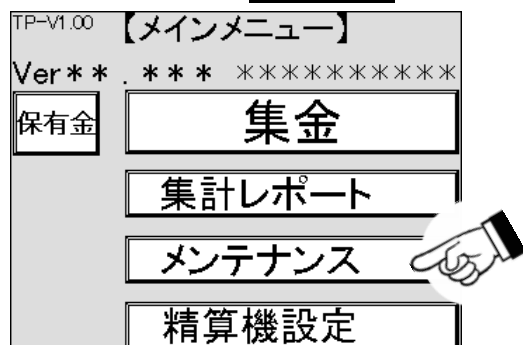 TP-V1.00 【メインメニュー】
Ver**.*** **********
保有金 集金
集計レポート
メンテナンス
精算機設定